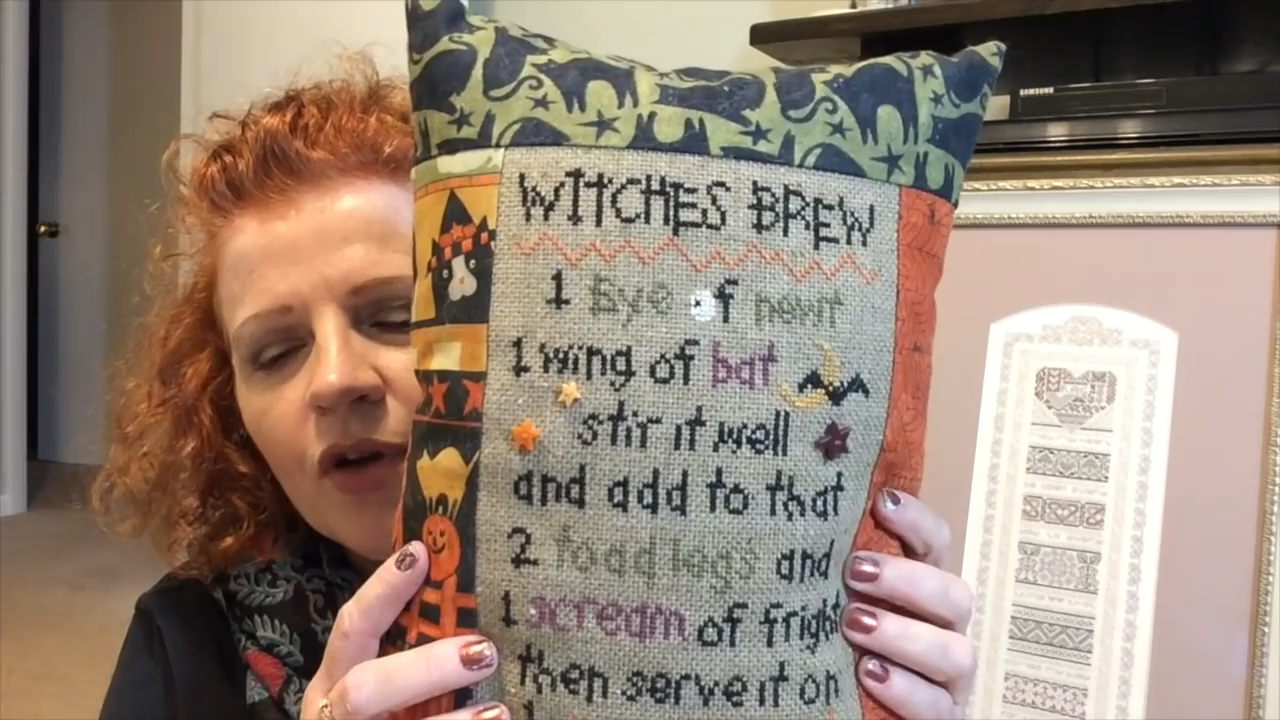 SAMSUNG
WITCHES BREW
1 Eye of newt
1 wing of bat
stir it well
and add to that
2 toad legs and
1 scream of fright
then serve it on